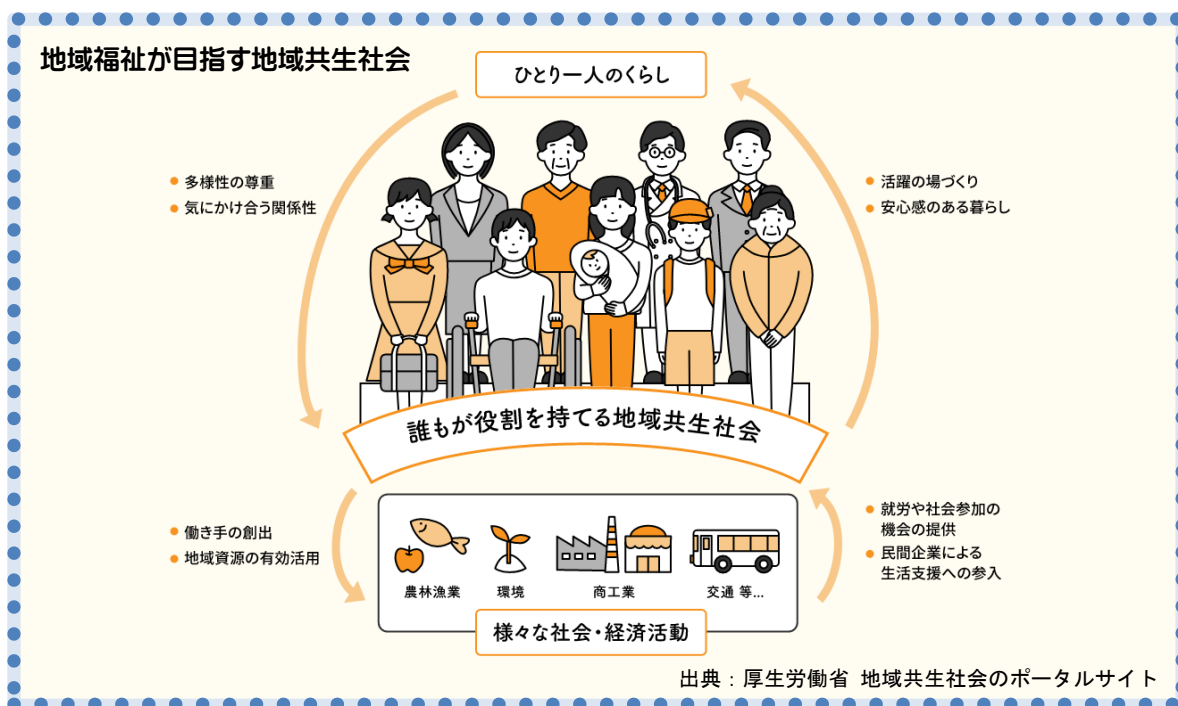 地域福祉が目指す地域共生社会
ひとり一人のくらし
● 多様性の尊重
● 気にかけ合う関係性
● 活躍の場づくり
● 安心感のある暮らし
誰もが役割を持てる地域共生社会
● 働き手の創出
● 地域資源の有効活用
● 就労や社会参加の
機会の提供
● 民間企業による
生活支援への参入
農林漁業 環境 商工業 交通 等...
様々な社会・経済活動
出典：厚生労働省 地域共生社会のポータルサイト